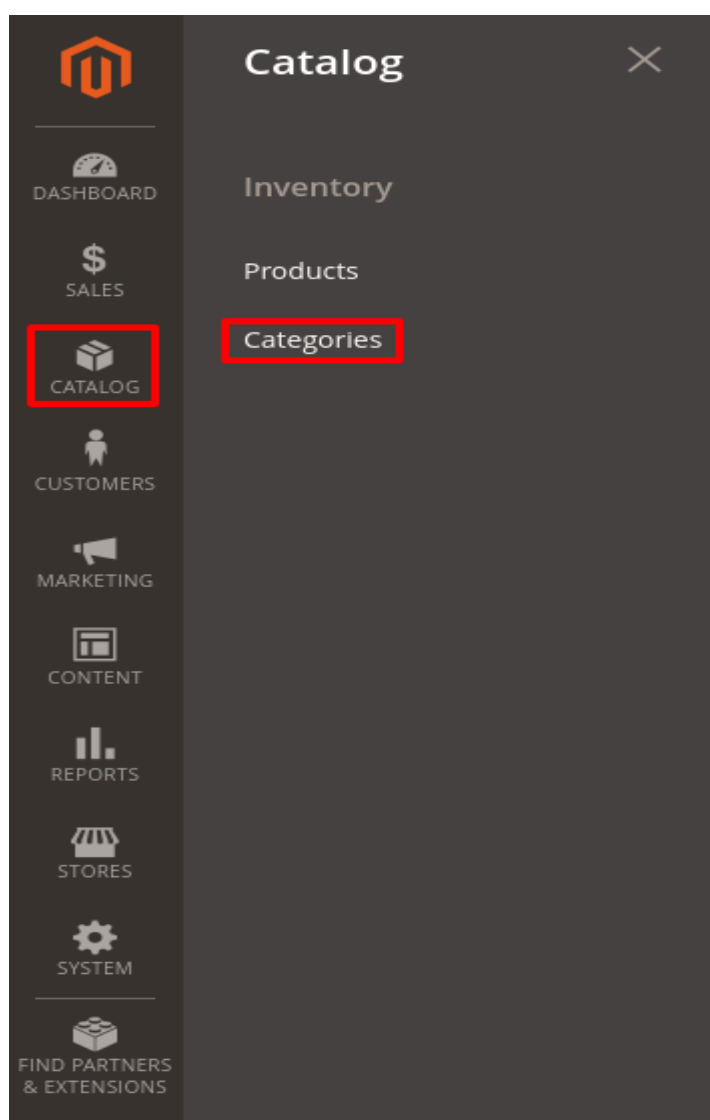 Catalog
DASHBOARD
SALES
CATALOG
CUSTOMERS
MARKETING
CONTENT
REPORTS
STORES
SYSTEM
FIND PARTNERS
& EXTENSIONS
Inventory
Products
Categories